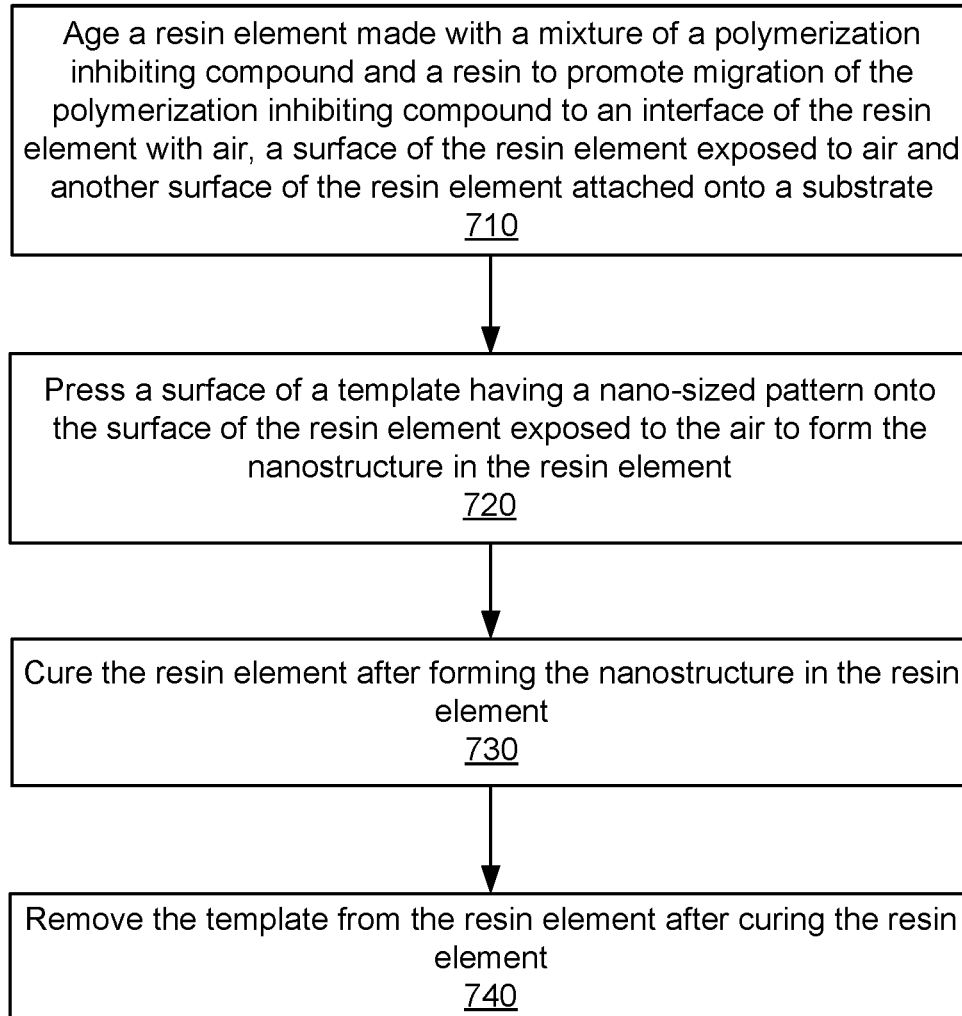 Age a resin element made with a mixture of a polymerization
inhibiting compound and a resin to promote migration of the
polymerization inhibiting compound to an interface of the resin
element with air, a surface of the resin element exposed to air and
another surface of the resin element attached onto a substrate
710
Press a surface of a template having a nano-sized pattern onto
the surface of the resin element exposed to the air to form the
nanostructure in the resin element
720
Cure the resin element after forming the nanostructure in the resin
element
730
Remove the template from the resin element after curing the resin
element
740